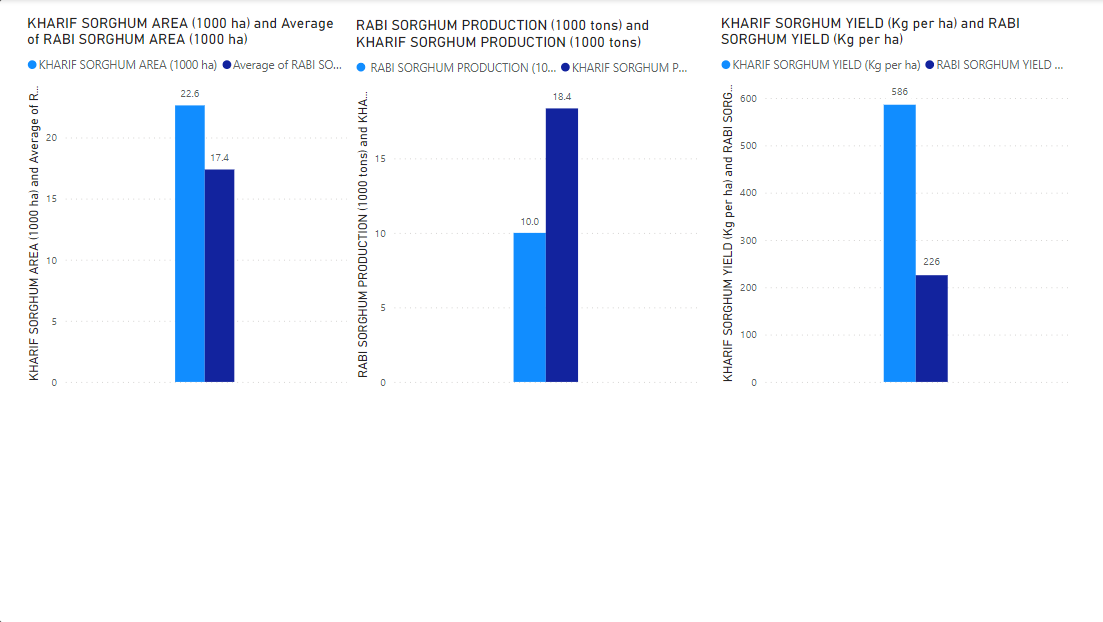 KHARIF SORGHUM AREA (1000 ha) and Average
of RABI SORGHUM AREA (1000 ha)
KHARIF SORGHUM AREA (1000 ha) Average of RABI SO...
KHARIF SORGHUM AREA (1000 ha) and Average of R...
20
15
10
5
0
22.6
17.4
RABI SORGHUM PRODUCTION (1000 tons) and
KHARIF SORGHUM PRODUCTION (1000 tons)
RABI SORGHUM PRODUCTION (10... KHARIF SORGHUM P...
RABI SORGHUM PRODUCTION (1000 tons) and KHA...
15
10
5
0
10.0
18.4
KHARIF SORGHUM YIELD (Kg per ha) and RABI
SORGHUM YIELD (Kg per ha)
KHARIF SORGHUM YIELD (Kg per ha) RABI SORGHUM YIELD ...
KHARIF SORGHUM YIELD (Kg per ha) and RABI SORG...
600
500
400
300
200
100
0
586
226